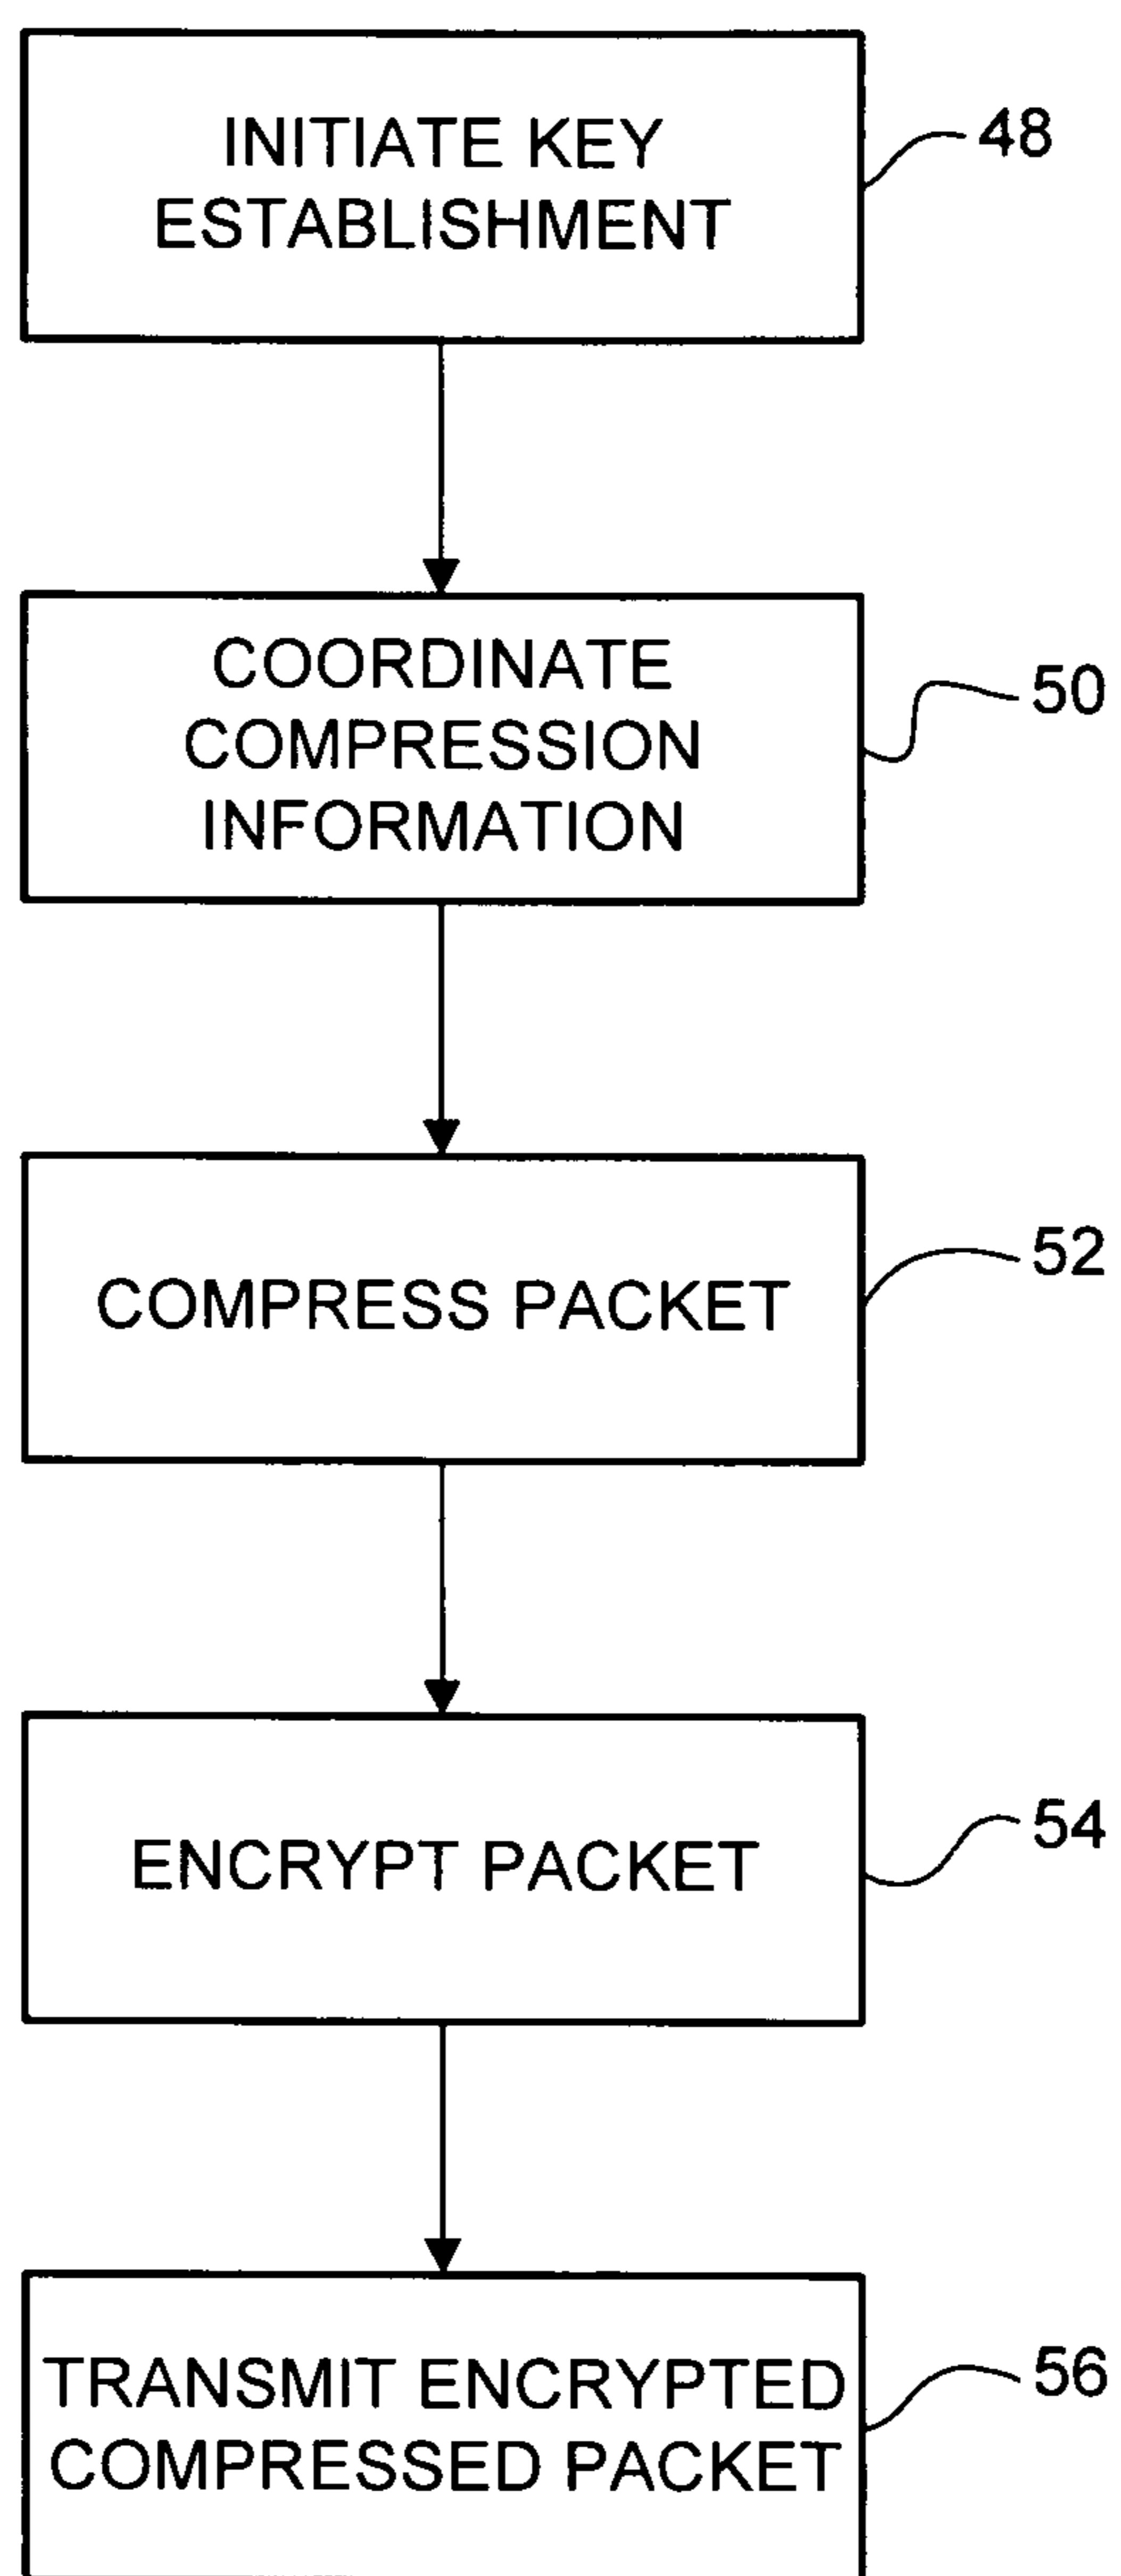 INITIATE KEY
ESTABLISHMENT
48
COORDINATE
COMPRESSION
INFORMATION
50
COMPRESS PACKET
52
ENCRYPT PACKET
54
TRANSMIT ENCRYPTED
COMPRESSED PACKET
56